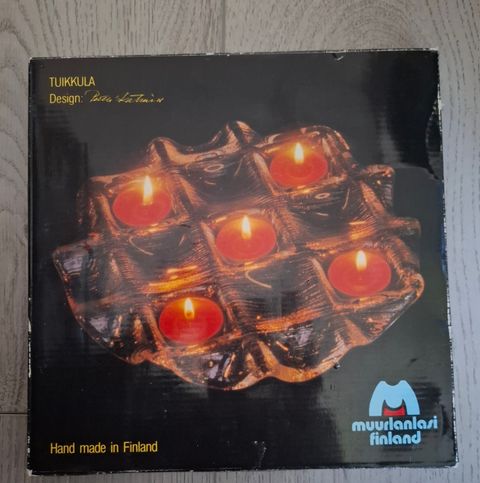 TUIKKULA
Design:
muurlanlasi
finland
Hand made in Finland